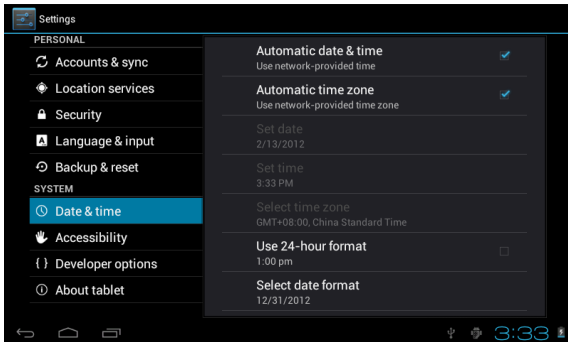 Settings
PERSONAL
Accounts & sync
Location services
Security
A Language & input
Backup & reset
SYSTEM
Date & time
Accessibility
{ } Developer options
About tablet
Automatic date & time
Use network-provided time
Automatic time zone
Use network-provided time zone
Set date
2/13/2012
Set time
3:33 PM
Select time zone
GMT+08:00, China Standard Time
Use 24-hour format
1:00 pm
Select date format
12/31/2012
3:33